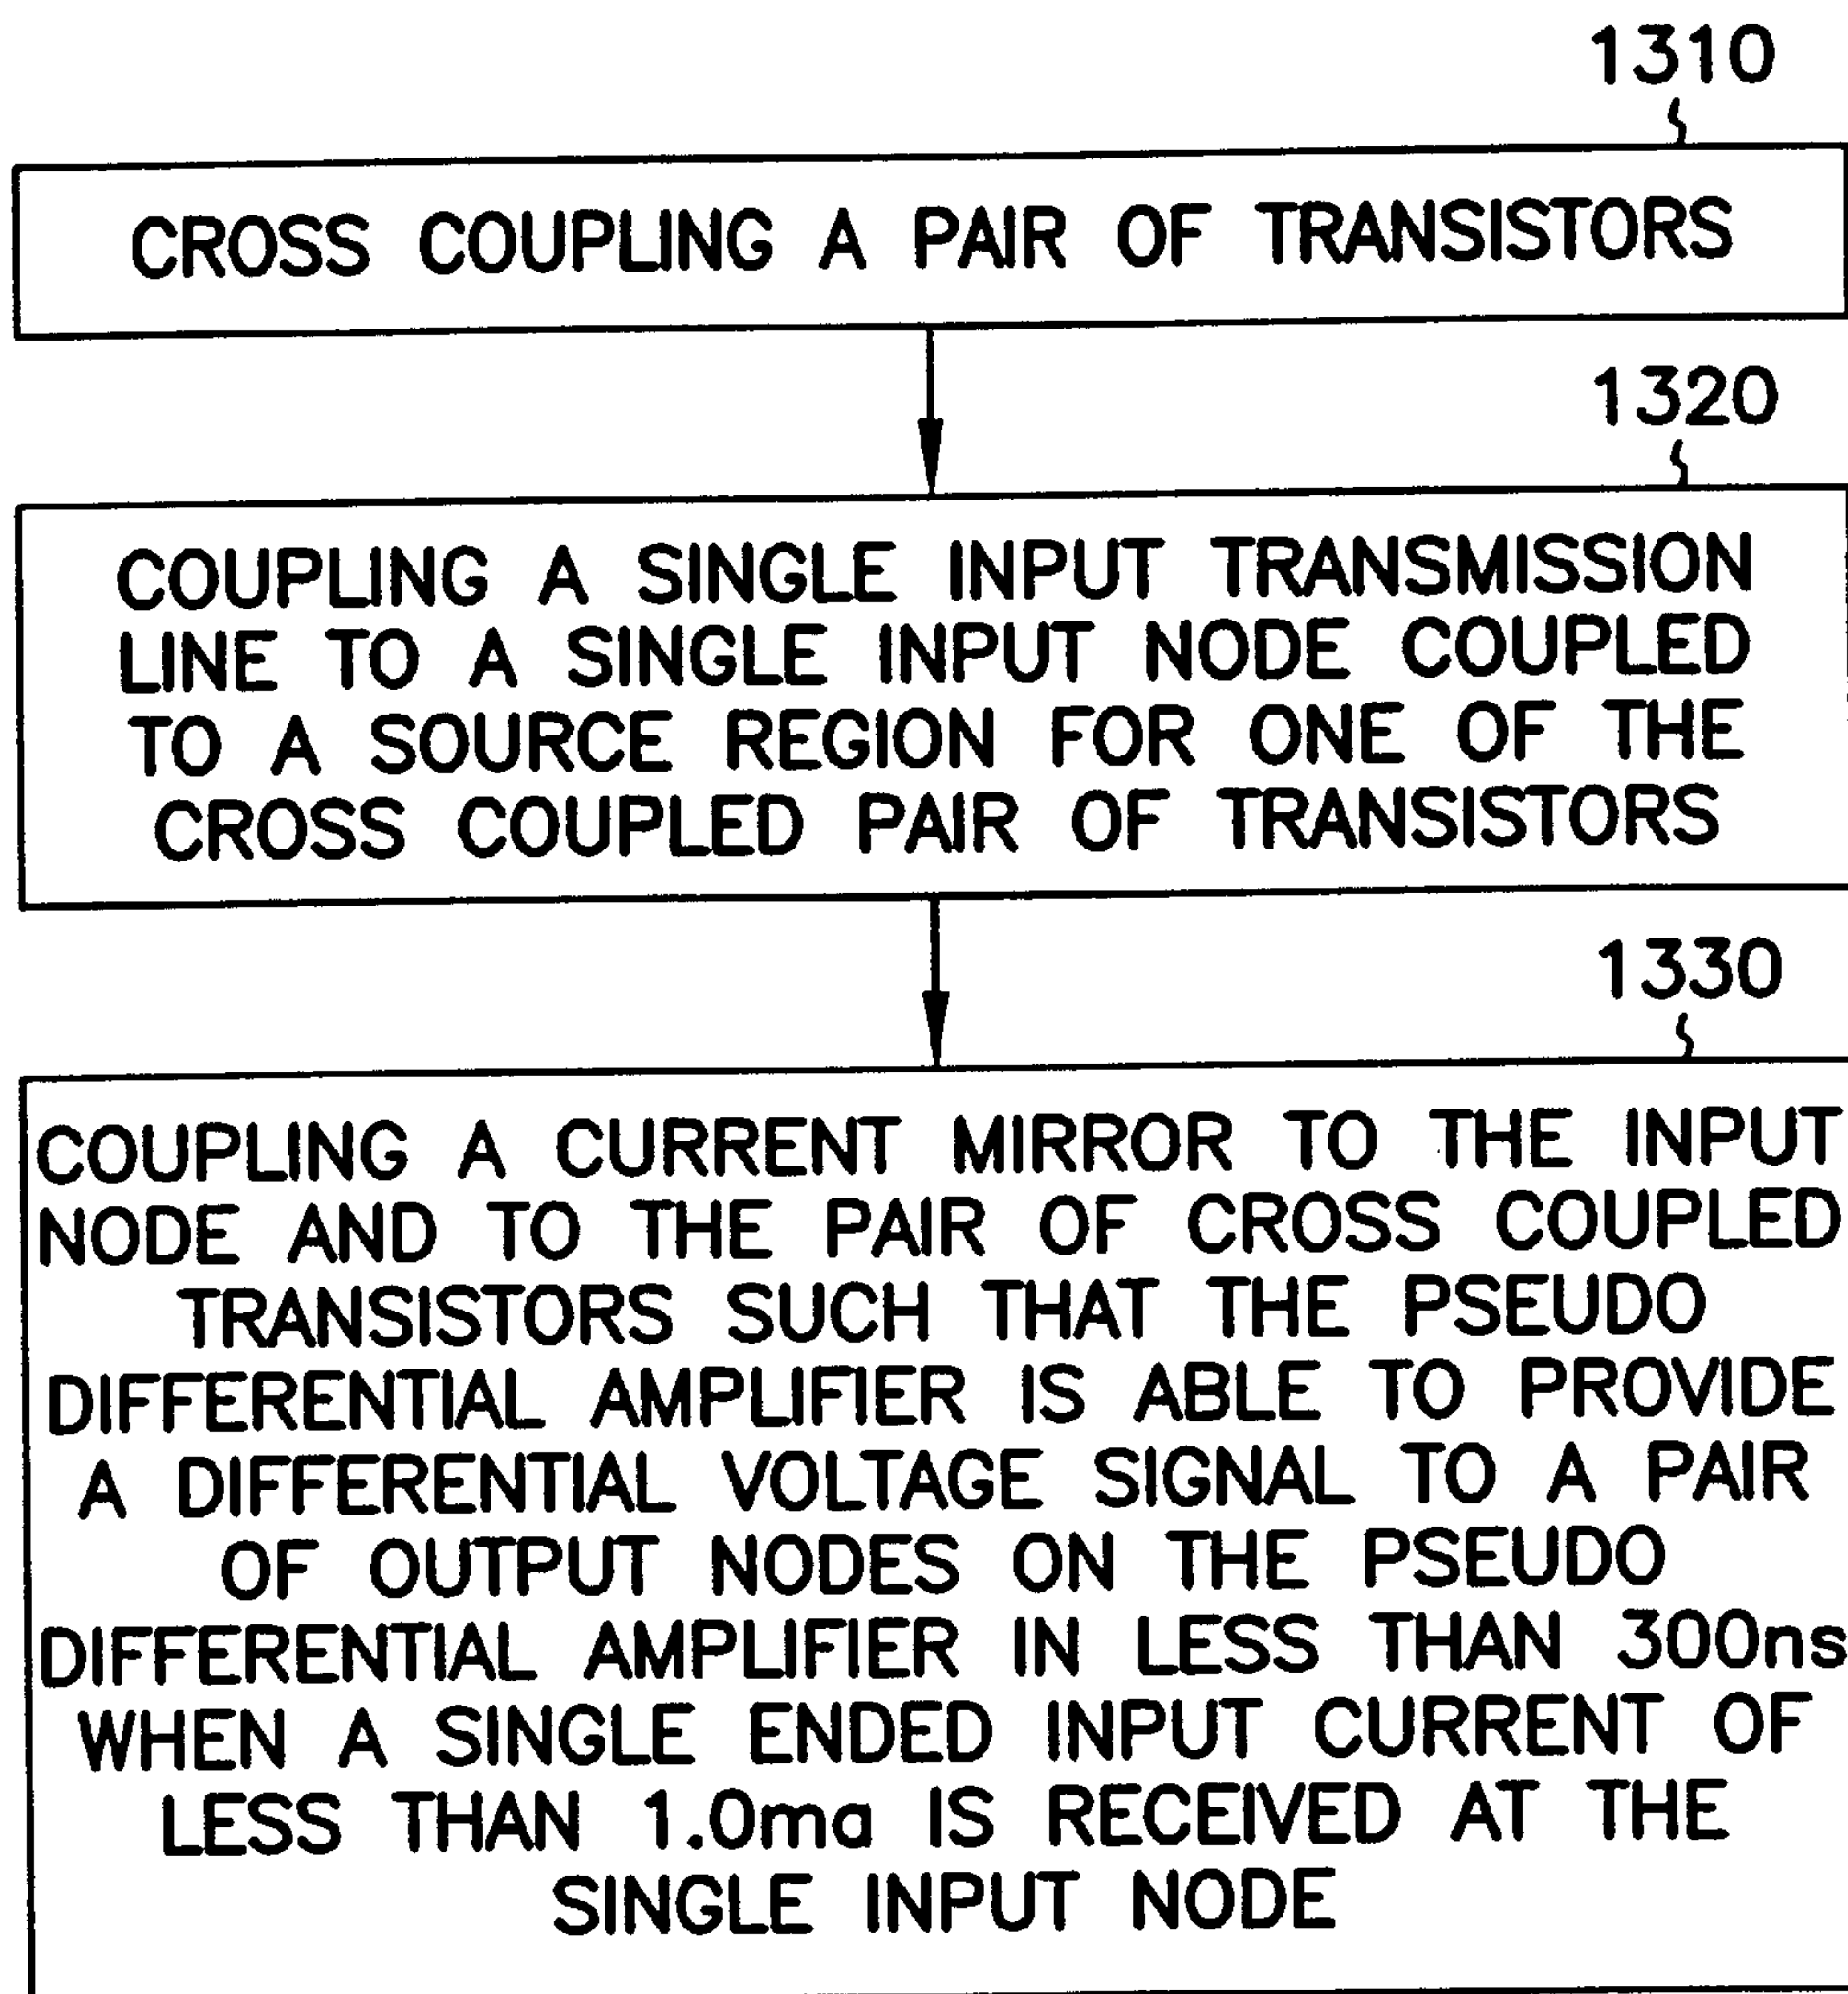 1310
CROSS COUPLING A PAIR OF TRANSISTORS
1320
COUPLING A SINGLE INPUT TRANSMISSION
LINE TO A SINGLE INPUT NODE COUPLED
TO A SOURCE REGION FOR ONE OF THE
CROSS COUPLED PAIR OF TRANSISTORS
1330
COUPLING A CURRENT MIRROR TO THE INPUT
NODE AND TO THE PAIR OF CROSS COUPLED
TRANSISTORS SUCH THAT THE PSEUDO
DIFFERENTIAL AMPLIFIER IS ABLE TO PROVIDE
A DIFFERENTIAL VOLTAGE SIGNAL TO A PAIR
OF OUTPUT NODES ON THE PSEUDO
DIFFERENTIAL AMPLIFIER IN LESS THAN 300ns
WHEN A SINGLE ENDED INPUT CURRENT OF
LESS THAN 1.0ma IS RECEIVED AT THE
SINGLE INPUT NODE